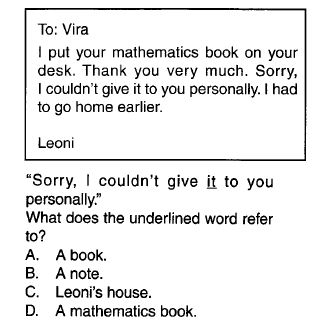 To: Vira
I put your mathematics book on your
desk. Thank you very much. Sorry,
I couldn't give it to you personally. I had
to go home earlier.
Leoni
"Sorry, I couldn't give it to you
personally."
What does the underlined word refer
to?
A. A book.
B. A note.
C. Leoni's house.
D. A mathematics book.